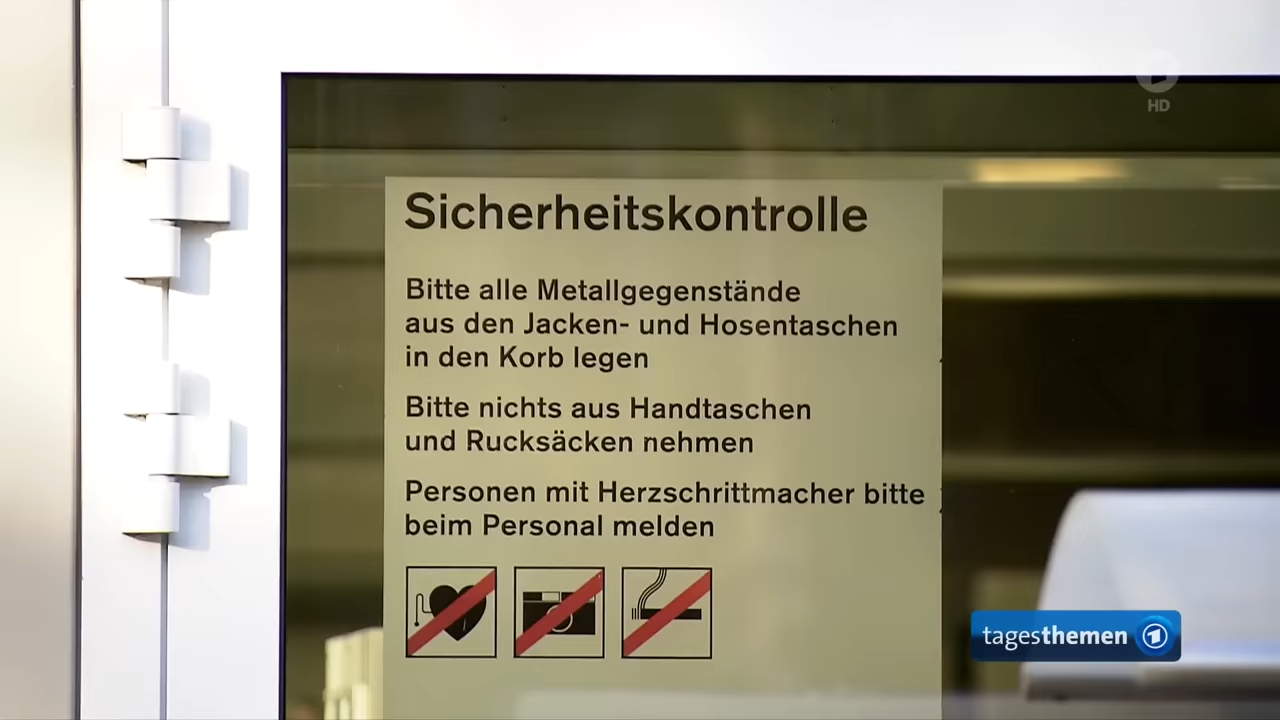 HD
Sicherheitskontrolle
Bitte alle Metallgegenstände
aus den Jacken- und Hosentaschen
in den Korb legen
Bitte nichts aus Handtaschen
und Rucksäcken nehmen
Personen mit Herzschrittmacher bitte
beim Personal melden
tagesthemen 1